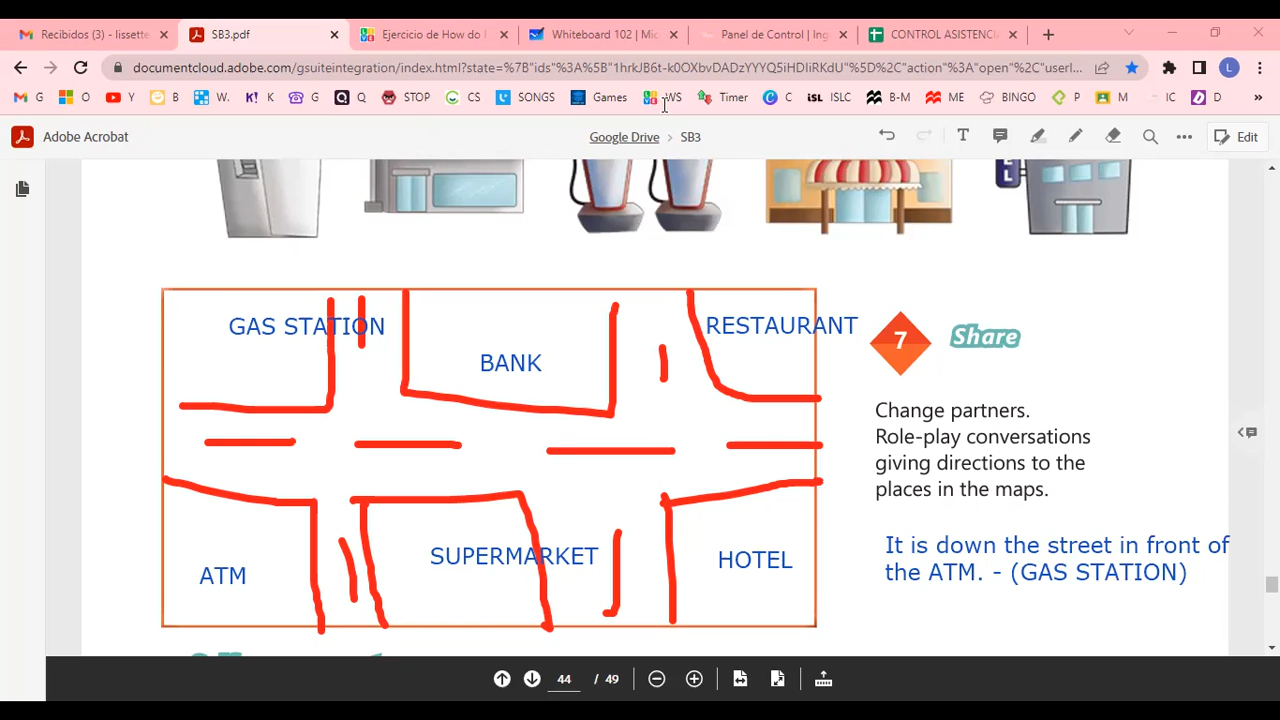 Recibidos (3) - lissette
SB3.pdf
Ejercicio de How do I
Whiteboard 102 | Mic
Panel de Control | Ing
CONTROL ASISTENCI
documentcloud.adobe.com/gsuiteintegration/index.html?state=%7B"ids"%3A%5B"1hrkJB6t-k0OXbvDADzYYYQ5iHDIiRKdU"%5D%2C"action"%3A"open"%2C"userI...
L
G
O
Y
B
W.
K!
G
Q
STOP
CS
SONGS
Games
WS
Timer
C
ISLC
B-M
ME
BINGO
P
M
IC
D
»
Adobe Acrobat
Google Drive > SB3
Edit
GAS STATION
BANK
RESTAURANT
ATM
SUPERMARKET
HOTEL
7
Share
Change partners.
Role-play conversations
giving directions to the
places in the maps.
It is down the street in front of
the ATM. - (GAS STATION)
44 / 49